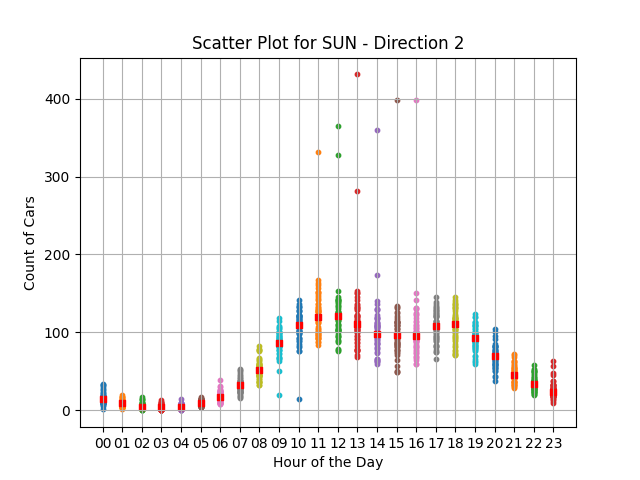 Scatter Plot for SUN - Direction 2
Count of Cars
400
300
200
100
0
00 01 02 03 04 05 06 07 08 09 10 11 12 13 14 15 16 17 18 19 20 21 22 23
Hour of the Day